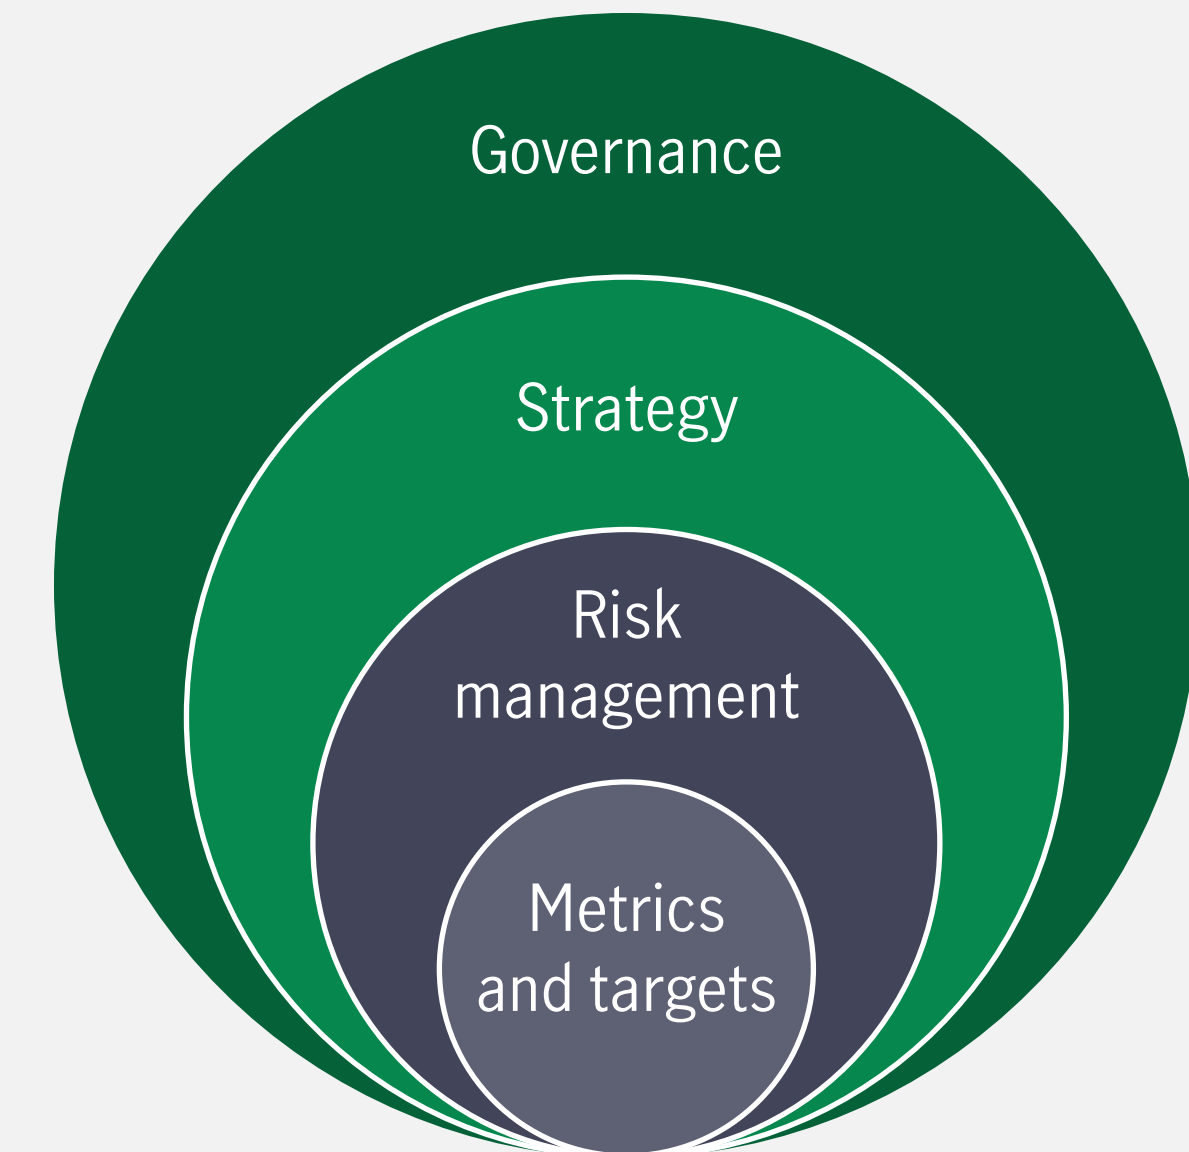 Governance
Strategy
Risk
management
Metrics
and targets